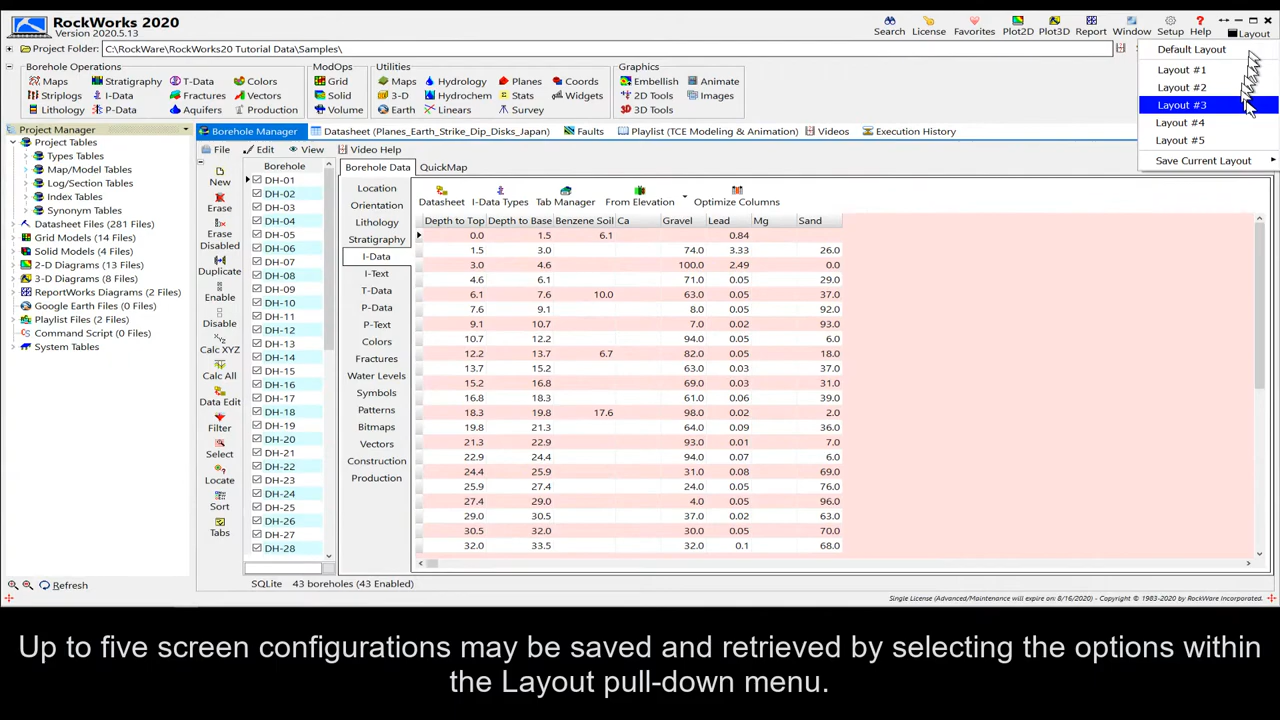 RockWorks 2020
Version 2020.5.13
Search License Favorites Plot2D Plot3D Report Window Setup Help Layout
Project Folder: C:\RockWare\RockWorks20 Tutorial Data\Samples\
Default Layout
Layout #1
Layout #2
Layout #3
Layout #4
Layout #5
Save Current Layout
Borehole Operations
Maps Stratigraphy T-Data Colors
Striplogs I-Data Fractures Vectors
Lithology P-Data Aquifers Production
ModOps
Grid
Solid
Volume
Utilities
Maps Hydrology Planes Coords
3-D Hydrochem Stats Widgets
Earth Linears Survey
Graphics
Embellish Animate
2D Tools Images
3D Tools
Project Manager
Project Tables
Types Tables
Map/Model Tables
Log/Section Tables
Index Tables
Synonym Tables
Datasheet Files (281 Files)
Grid Models (14 Files)
Solid Models (4 Files)
2-D Diagrams (13 Files)
3-D Diagrams (8 Files)
ReportWorks Diagrams (2 Files)
Google Earth Files (0 Files)
Playlist Files (2 Files)
Command Script (0 Files)
System Tables
Refresh
Borehole Manager Datasheet (Planes_Earth_Strike_Dip_Disks_Japan) Faults Playlist (TCE Modeling & Animation) Videos Execution History
File Edit View Video Help
New
Erase
Erase Disabled
Duplicate
Enable
Disable
Calc XYZ
Calc All
Data Edit
Filter
Select
Locate
Sort
Tabs
Borehole
DH-01
DH-02
DH-03
DH-04
DH-05
DH-06
DH-07
DH-08
DH-09
DH-10
DH-11
DH-12
DH-13
DH-14
DH-15
DH-16
DH-17
DH-18
DH-19
DH-20
DH-21
DH-22
DH-23
DH-24
DH-25
DH-26
DH-27
DH-28
Borehole Data QuickMap
Location
Orientation
Lithology
Stratigraphy
I-Data
I-Text
T-Data
P-Data
P-Text
Colors
Fractures
Water Levels
Symbols
Patterns
Bitmaps
Vectors
Construction
Production
Datasheet I-Data Types Tab Manager From Elevation Optimize Columns
Depth to Top Depth to Base Benzene Soil Ca Gravel Lead Mg Sand
0.0 1.5 6.1 0.84
1.5 3.0 74.0 3.33 26.0
3.0 4.6 100.0 2.49 0.0
4.6 6.1 71.0 0.05 29.0
6.1 7.6 10.0 63.0 0.05 37.0
7.6 9.1 8.0 0.05 92.0
9.1 10.7 7.0 0.02 93.0
10.7 12.2 94.0 0.05 6.0
12.2 13.7 6.7 82.0 0.05 18.0
13.7 15.2 63.0 0.03 37.0
15.2 16.8 69.0 0.03 31.0
16.8 18.3 61.0 0.06 39.0
18.3 19.8 17.6 98.0 0.02 2.0
19.8 21.3 64.0 0.09 36.0
21.3 22.9 93.0 0.01 7.0
22.9 24.4 94.0 0.07 6.0
24.4 25.9 31.0 0.08 69.0
25.9 27.4 24.0 0.05 76.0
27.4 29.0 4.0 0.05 96.0
29.0 30.5 37.0 0.02 63.0
30.5 32.0 30.0 0.05 70.0
32.0 33.5 32.0 0.1 68.0
SQLite 43 boreholes (43 Enabled)
Single License (Advanced/Maintenance will expire on: 8/16/2020) - Copyright © 1983-2020 by RockWare Incorporated.
Up to five screen configurations may be saved and retrieved by selecting the options within
the Layout pull-down menu.